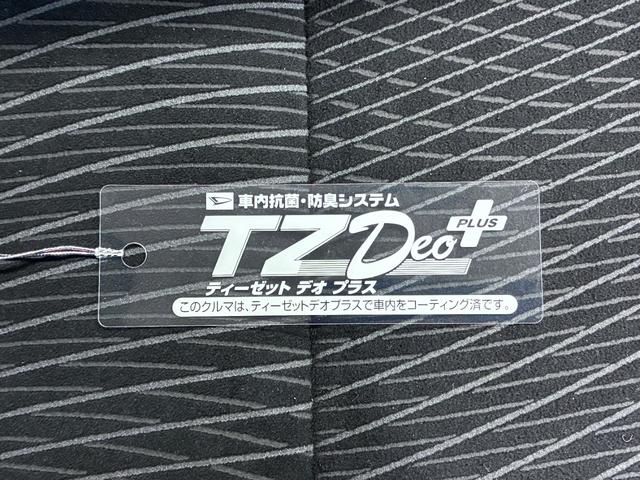 車内抗菌・防臭システム
TZ Deo PLUS
ティーゼット デオ プラス
このクルマは、ティーゼットデオプラスで車内をコーティング済です。